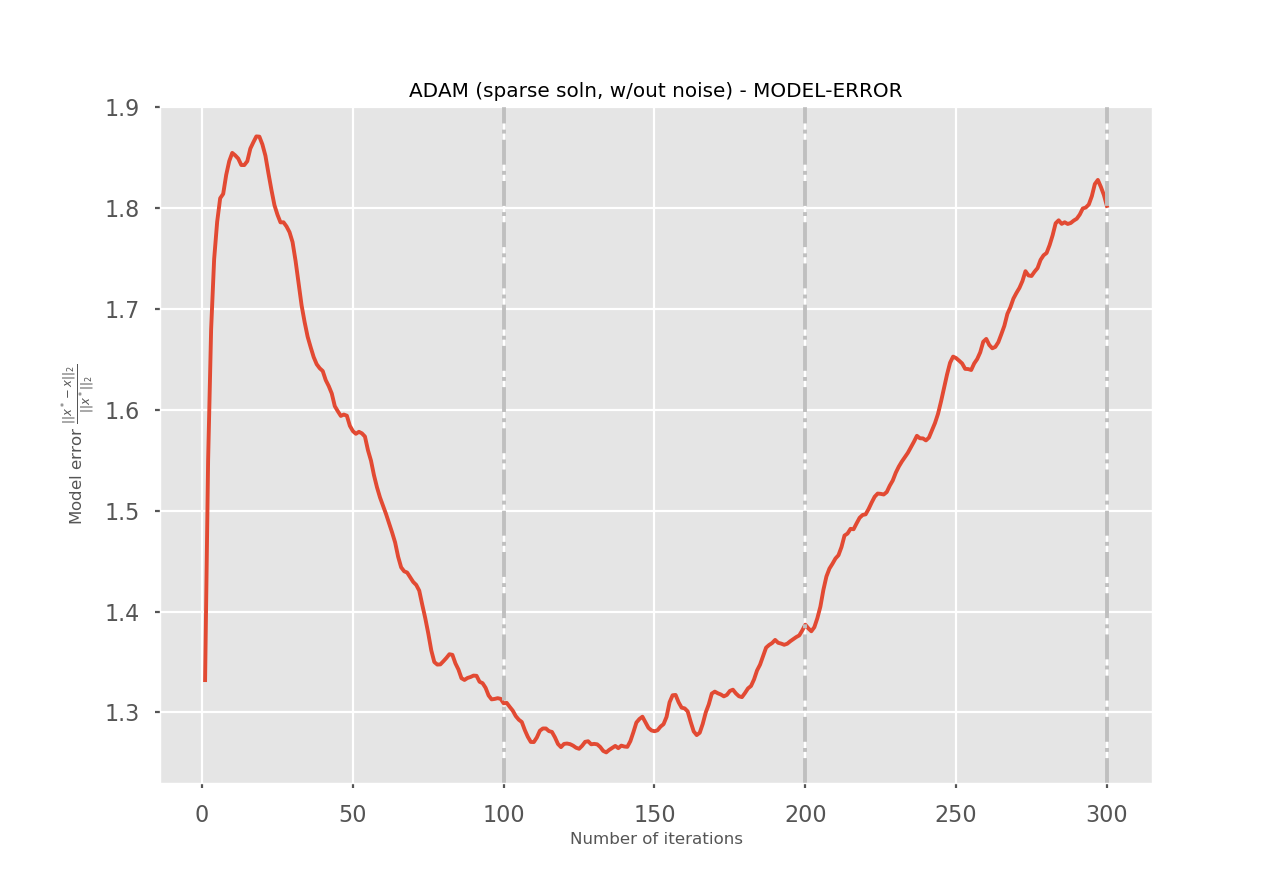 ADAM (sparse soln, w/out noise) - MODEL-ERROR
1.9
1.8
1.7
1.6
1.5
1.4
1.3
Model error ||x* − x||₂ / ||x*||₂
0 50 100 150 200 250 300
Number of iterations